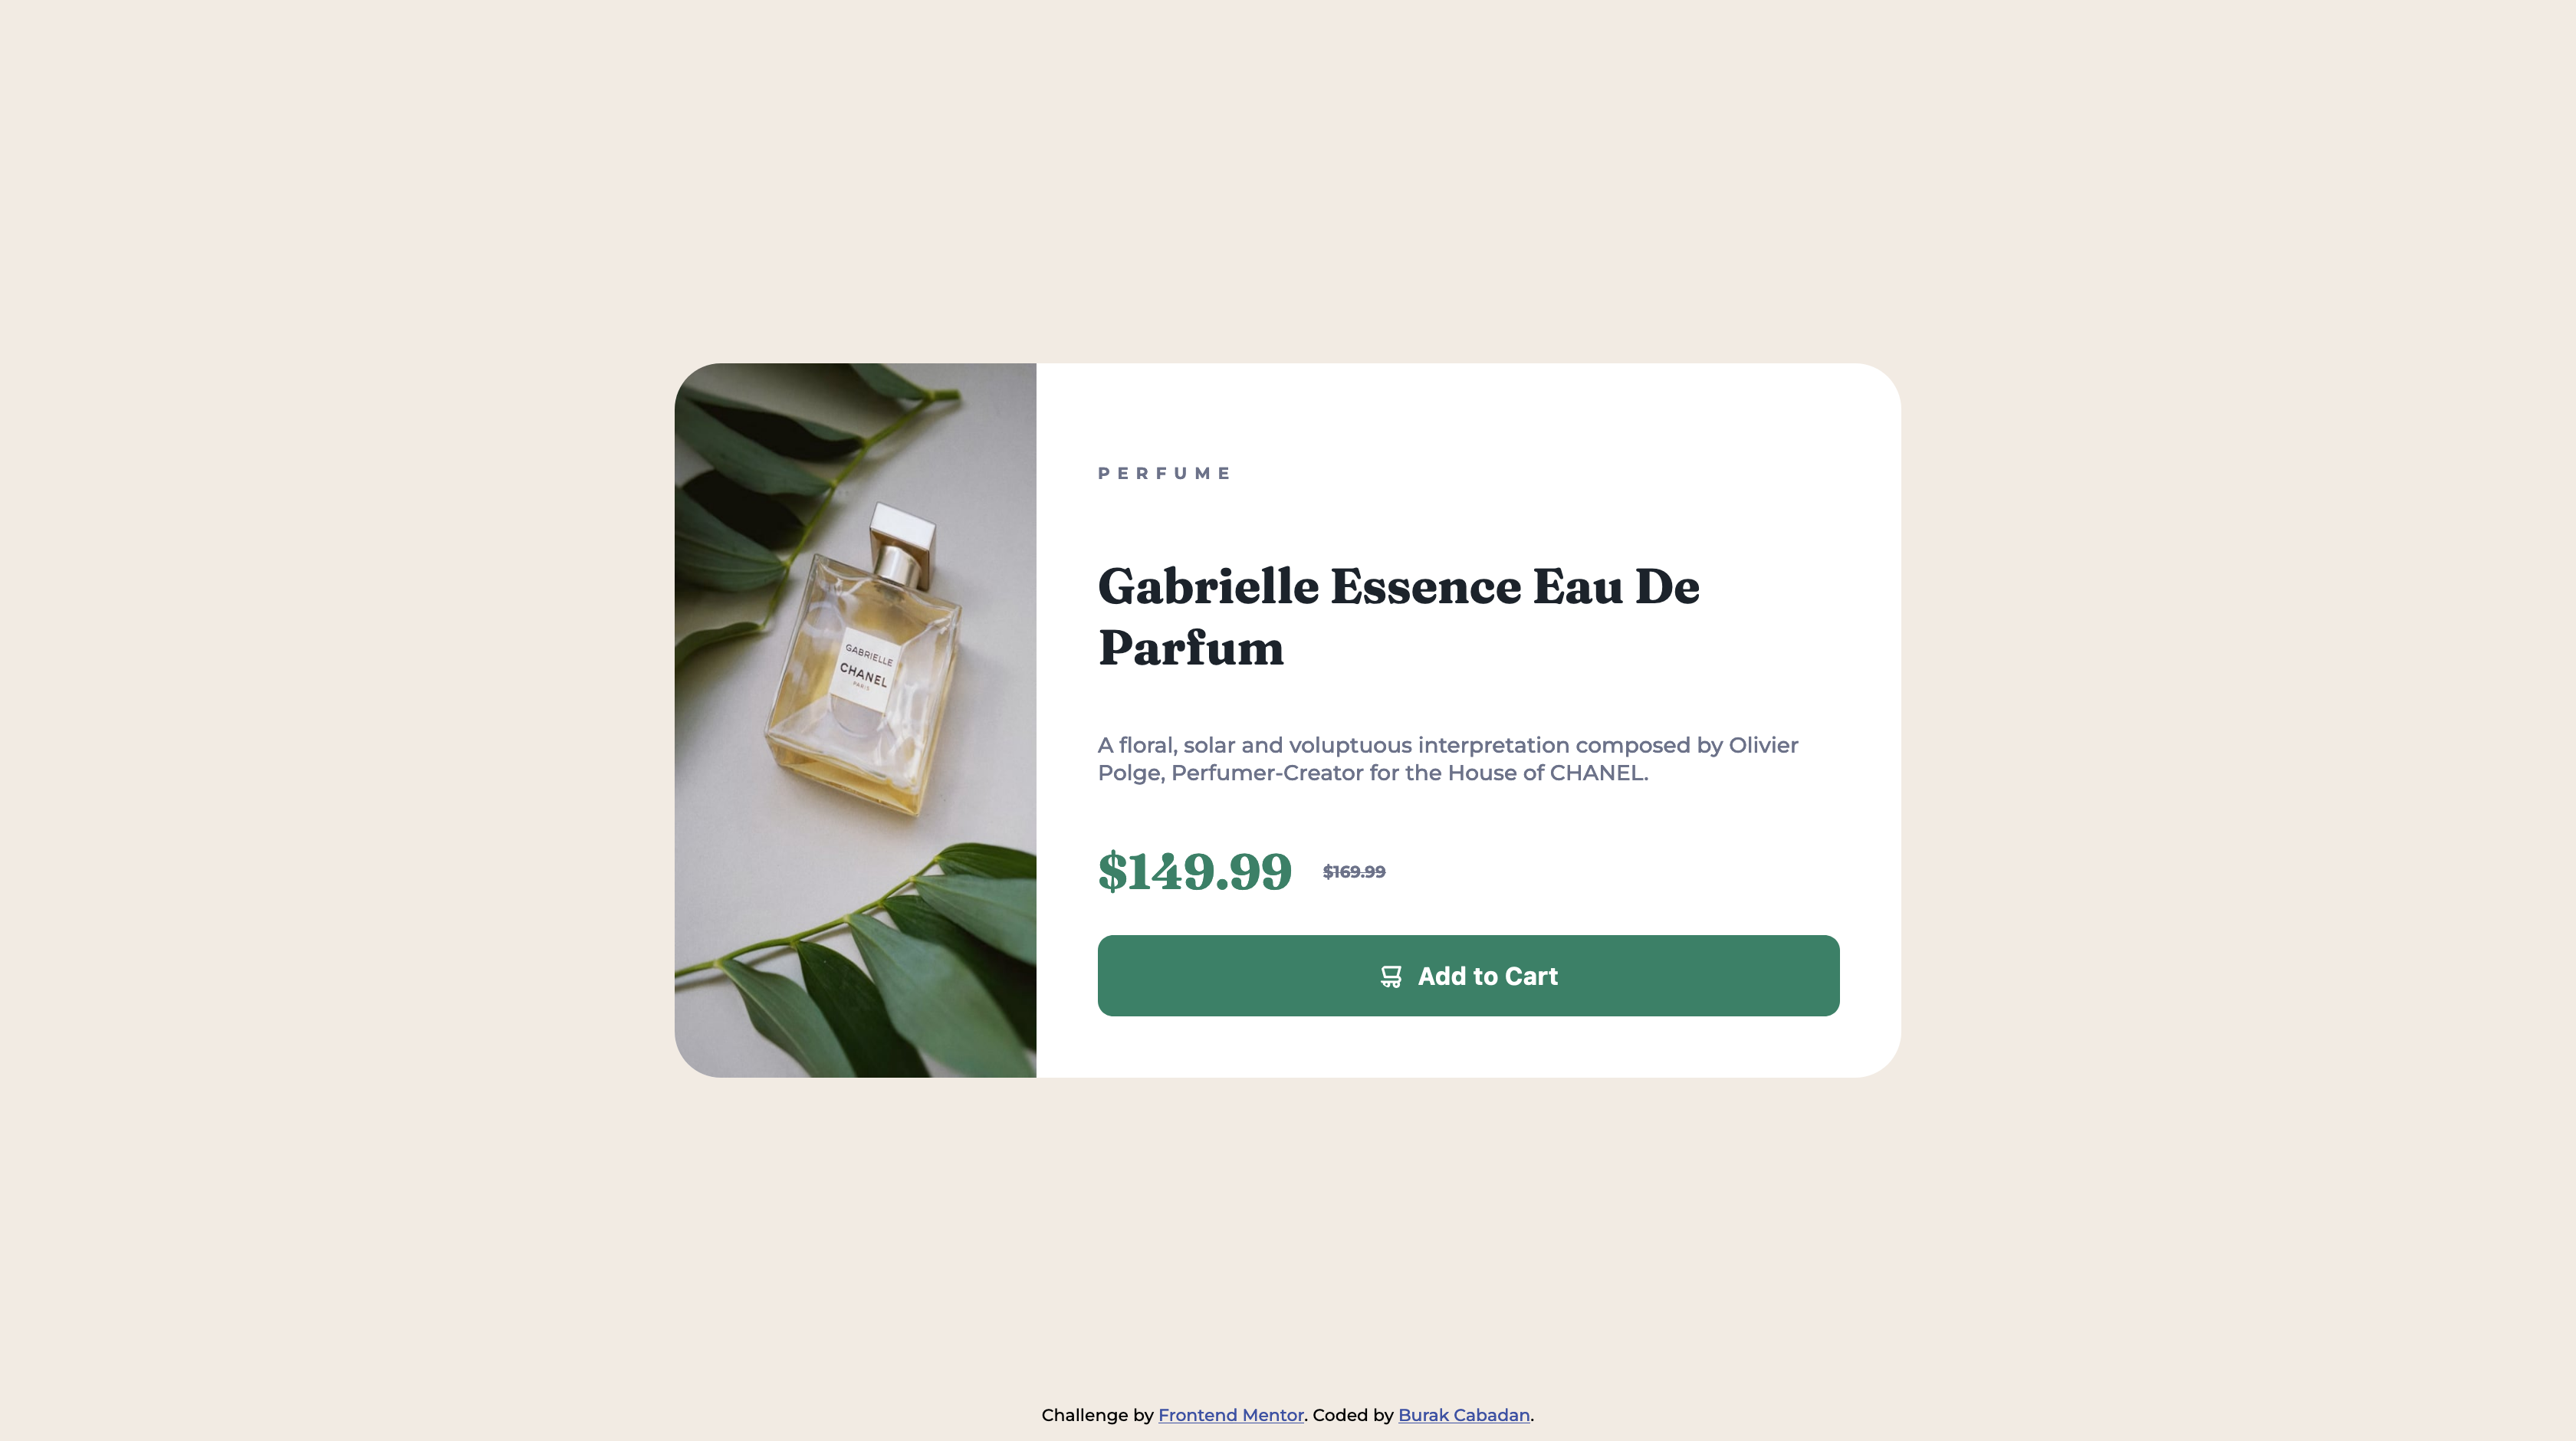 GABRIELLE
CHANEL
PARIS
PERFUME
Gabrielle Essence Eau De
Parfum
A floral, solar and voluptuous interpretation composed by Olivier
Polge, Perfumer-Creator for the House of CHANEL.
$149.99 $169.99
Add to Cart
Challenge by Frontend Mentor. Coded by Burak Cabadan.